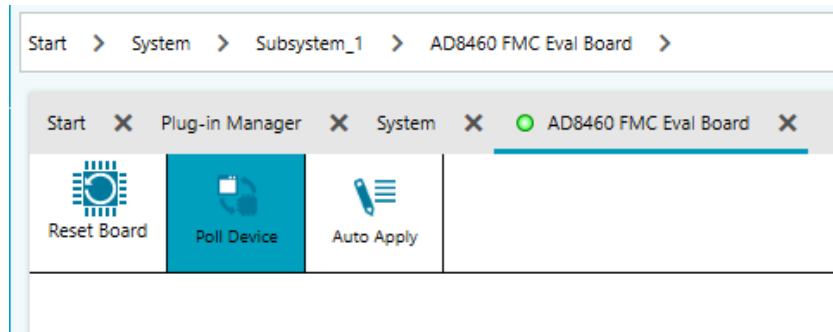 Start > System > Subsystem_1 > AD8460 FMC Eval Board >
Start X Plug-in Manager X System X AD8460 FMC Eval Board X
Reset Board Poll Device Auto Apply